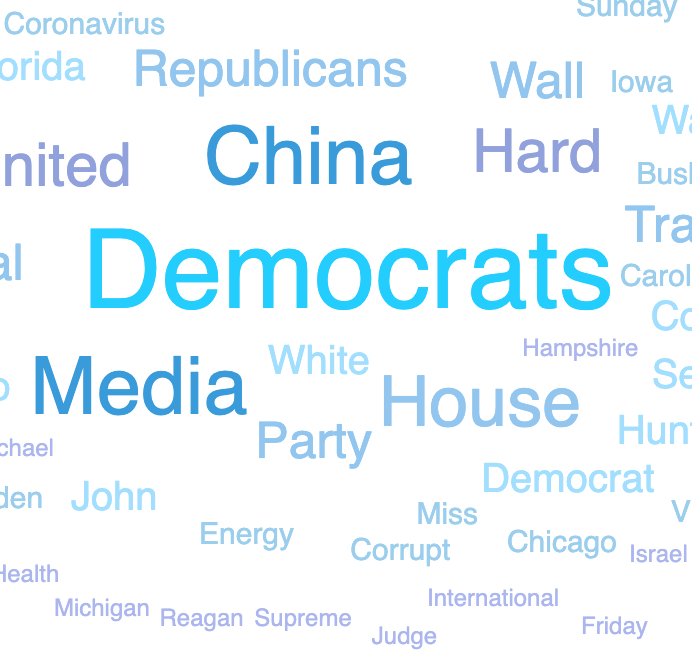 Sunday
Coronavirus
orida
Republicans
Wall
Iowa
Wa
nited
China
Hard
Bush
Tra
al
Democrats
Carol
Co
White
Hampshire
Media
House
Se
Hunt
Party
chael
Democrat
den
John
Miss
V
Energy
Corrupt
Chicago
Israel
Health
Michigan
Reagan
Supreme
International
Judge
Friday